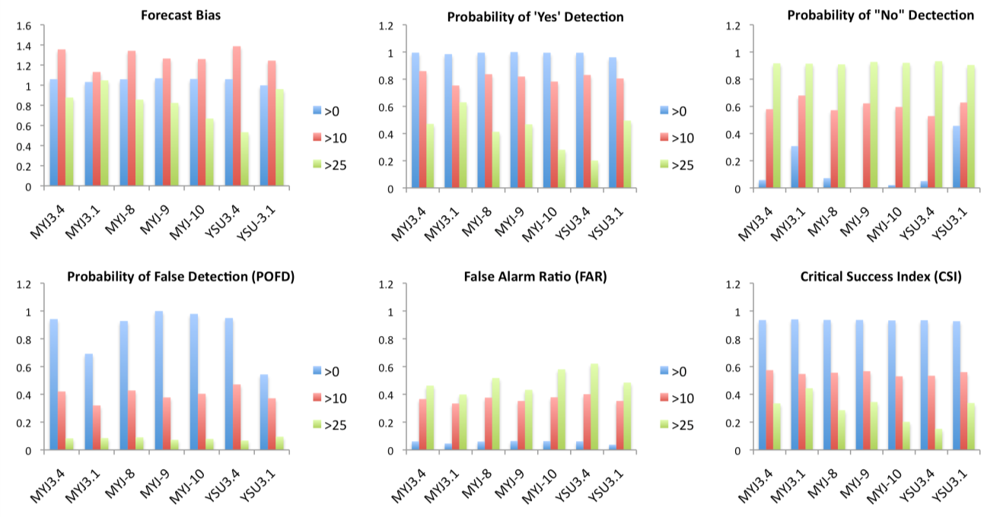 Forecast Bias
1.6
1.4
1.2
1
0.8
0.6
0.4
0.2
0
MYJ3.4
MYJ3.1
MYJ-8
MYJ-9
MYJ-10
YSU3.4
YSU-3.1
>0
>10
>25
Probability of 'Yes' Detection
1.2
1
0.8
0.6
0.4
0.2
0
MYJ3.4
MYJ3.1
MYJ-8
MYJ-9
MYJ-10
YSU3.4
YSU3.1
>0
>10
>25
Probability of "No" Dectection
1.2
1
0.8
0.6
0.4
0.2
0
MYJ3.4
MYJ3.1
MYJ-8
MYJ-9
MYJ-10
YSU3.4
YSU3.1
Probability of False Detection (POFD)
1.2
1
0.8
0.6
0.4
0.2
0
MYJ3.4
MYJ3.1
MYJ-8
MYJ-9
MYJ-10
YSU3.4
YSU3.1
>0
>10
>25
False Alarm Ratio (FAR)
1.2
1
0.8
0.6
0.4
0.2
0
MYJ3.4
MYJ3.1
MYJ-8
MYJ-9
MYJ-10
YSU3.4
YSU3.1
>0
>10
>25
Critical Success Index (CSI)
1.2
1
0.8
0.6
0.4
0.2
0
MYJ3.4
MYJ3.1
MYJ-8
MYJ-9
MYJ-10
YSU3.4
YSU3.1